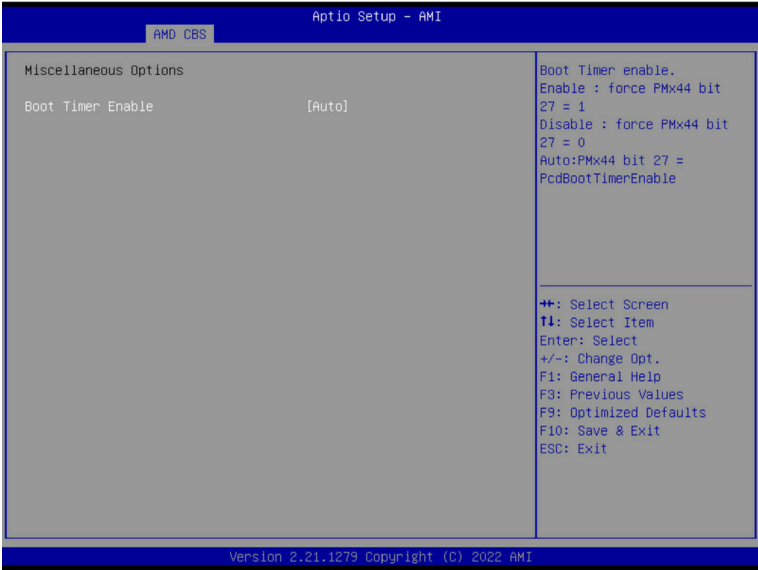 Aptio Setup – AMI
AMD CBS
Miscellaneous Options
Boot Timer Enable [Auto]
Boot Timer enable.
Enable : force PMx44 bit
27 = 1
Disable : force PMx44 bit
27 = 0
Auto:PMx44 bit 27 =
PcdBootTimerEnable
→←: Select Screen
↑↓: Select Item
Enter: Select
+/-: Change Opt.
F1: General Help
F3: Previous Values
F9: Optimized Defaults
F10: Save & Exit
ESC: Exit
Version 2.21.1279 Copyright (C) 2022 AMI